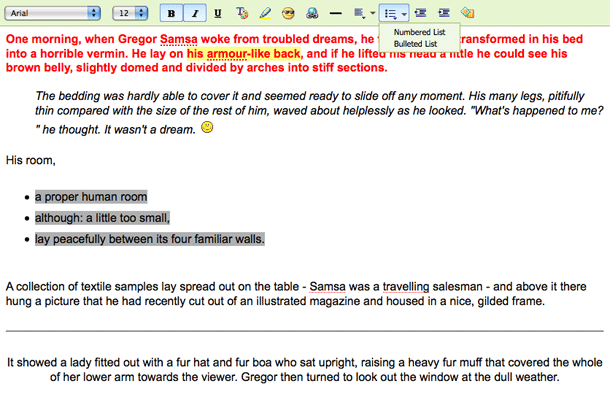 Arial 12 B I U T
Numbered List
Bulleted List
One morning, when Gregor Samsa woke from troubled dreams, he transformed in his bed
into a horrible vermin. He lay on his armour-like back, and if he lifted his head a little he could see his
brown belly, slightly domed and divided by arches into stiff sections.
The bedding was hardly able to cover it and seemed ready to slide off any moment. His many legs, pitifully
thin compared with the size of the rest of him, waved about helplessly as he looked. "What's happened to me?
" he thought. It wasn't a dream.
His room,
• a proper human room
• although: a little too small,
• lay peacefully between its four familiar walls.
A collection of textile samples lay spread out on the table - Samsa was a travelling salesman - and above it there
hung a picture that he had recently cut out of an illustrated magazine and housed in a nice, gilded frame.
It showed a lady fitted out with a fur hat and fur boa who sat upright, raising a heavy fur muff that covered the whole
of her lower arm towards the viewer. Gregor then turned to look out the window at the dull weather.